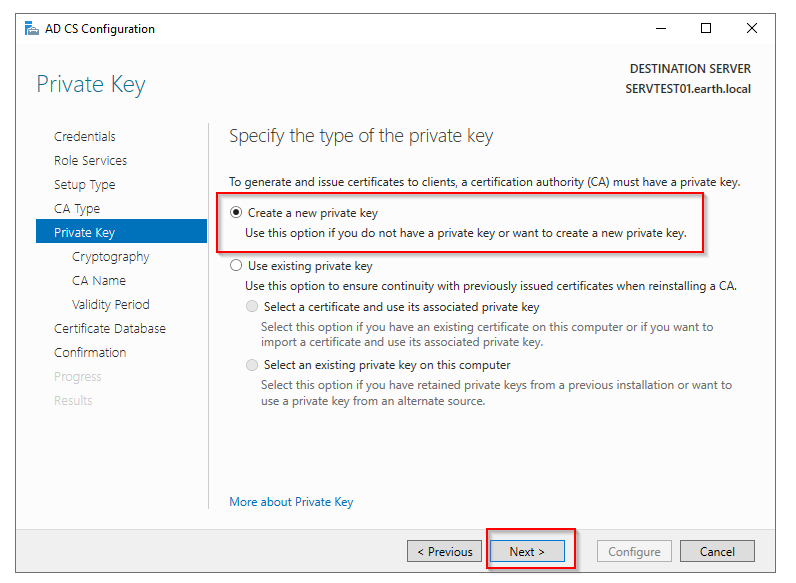 AD CS Configuration
Private Key
DESTINATION SERVER
SERVTEST01.earth.local
Credentials
Role Services
Setup Type
CA Type
Private Key
Cryptography
CA Name
Validity Period
Certificate Database
Confirmation
Progress
Results
Specify the type of the private key
To generate and issue certificates to clients, a certification authority (CA) must have a private key.
Create a new private key
Use this option if you do not have a private key or want to create a new private key.
Use existing private key
Use this option to ensure continuity with previously issued certificates when reinstalling a CA.
Select a certificate and use its associated private key
Select this option if you have an existing certificate on this computer or if you want to
import a certificate and use its associated private key.
Select an existing private key on this computer
Select this option if you have retained private keys from a previous installation or want to
use a private key from an alternate source.
More about Private Key
< Previous
Next >
Configure
Cancel